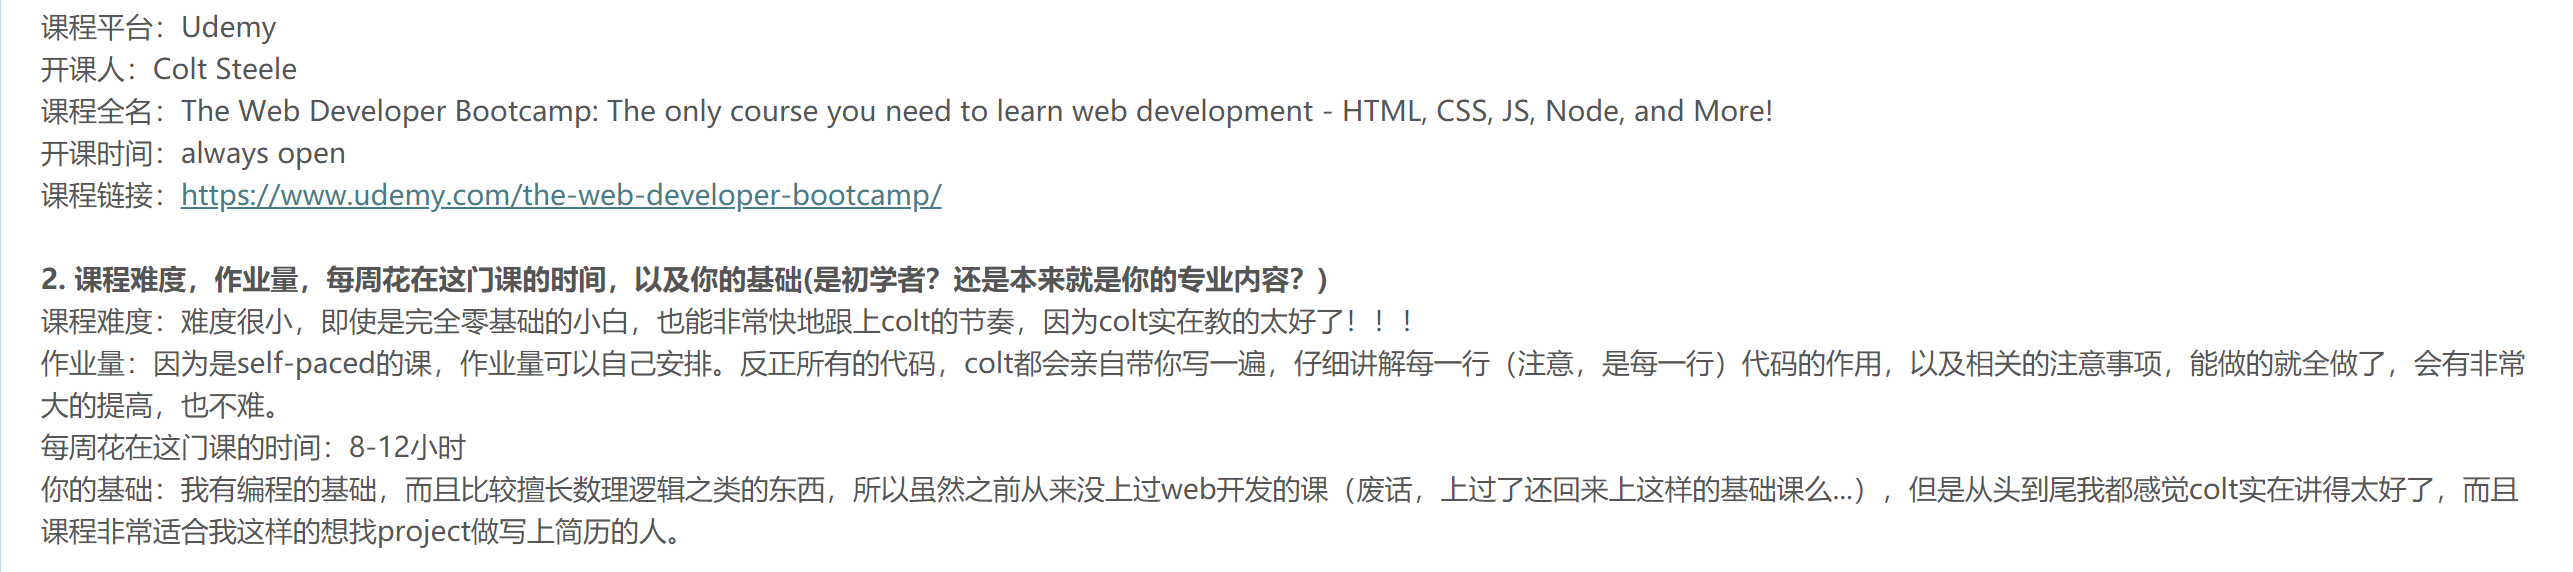 课程平台：Udemy
开课人：Colt Steele
课程全名：The Web Developer Bootcamp: The only course you need to learn web development - HTML, CSS, JS, Node, and More!
开课时间：always open
课程链接：https://www.udemy.com/the-web-developer-bootcamp/
2. 课程难度，作业量，每周花在这门课的时间，以及你的基础(是初学者？还是本来就是你的专业内容？)
课程难度：难度很小，即使是完全零基础的小白，也能非常快地跟上colt的节奏，因为colt实在教的太好了！！！
作业量：因为是self-paced的课，作业量可以自己安排。反正所有的代码，colt都会亲自带你写一遍，仔细讲解每一行（注意，是每一行）代码的作用，以及相关的注意事项，能做的就全做了，会有非常
大的提高，也不难。
每周花在这门课的时间：8-12小时
你的基础：我有编程的基础，而且比较擅长数理逻辑之类的东西，所以虽然之前从来没上过web开发的课（废话，上过了还回来上这样的基础课么...），但是从头到尾我都感觉colt实在讲得太好了，而且
课程非常适合我这样的想找project做写上简历的人。